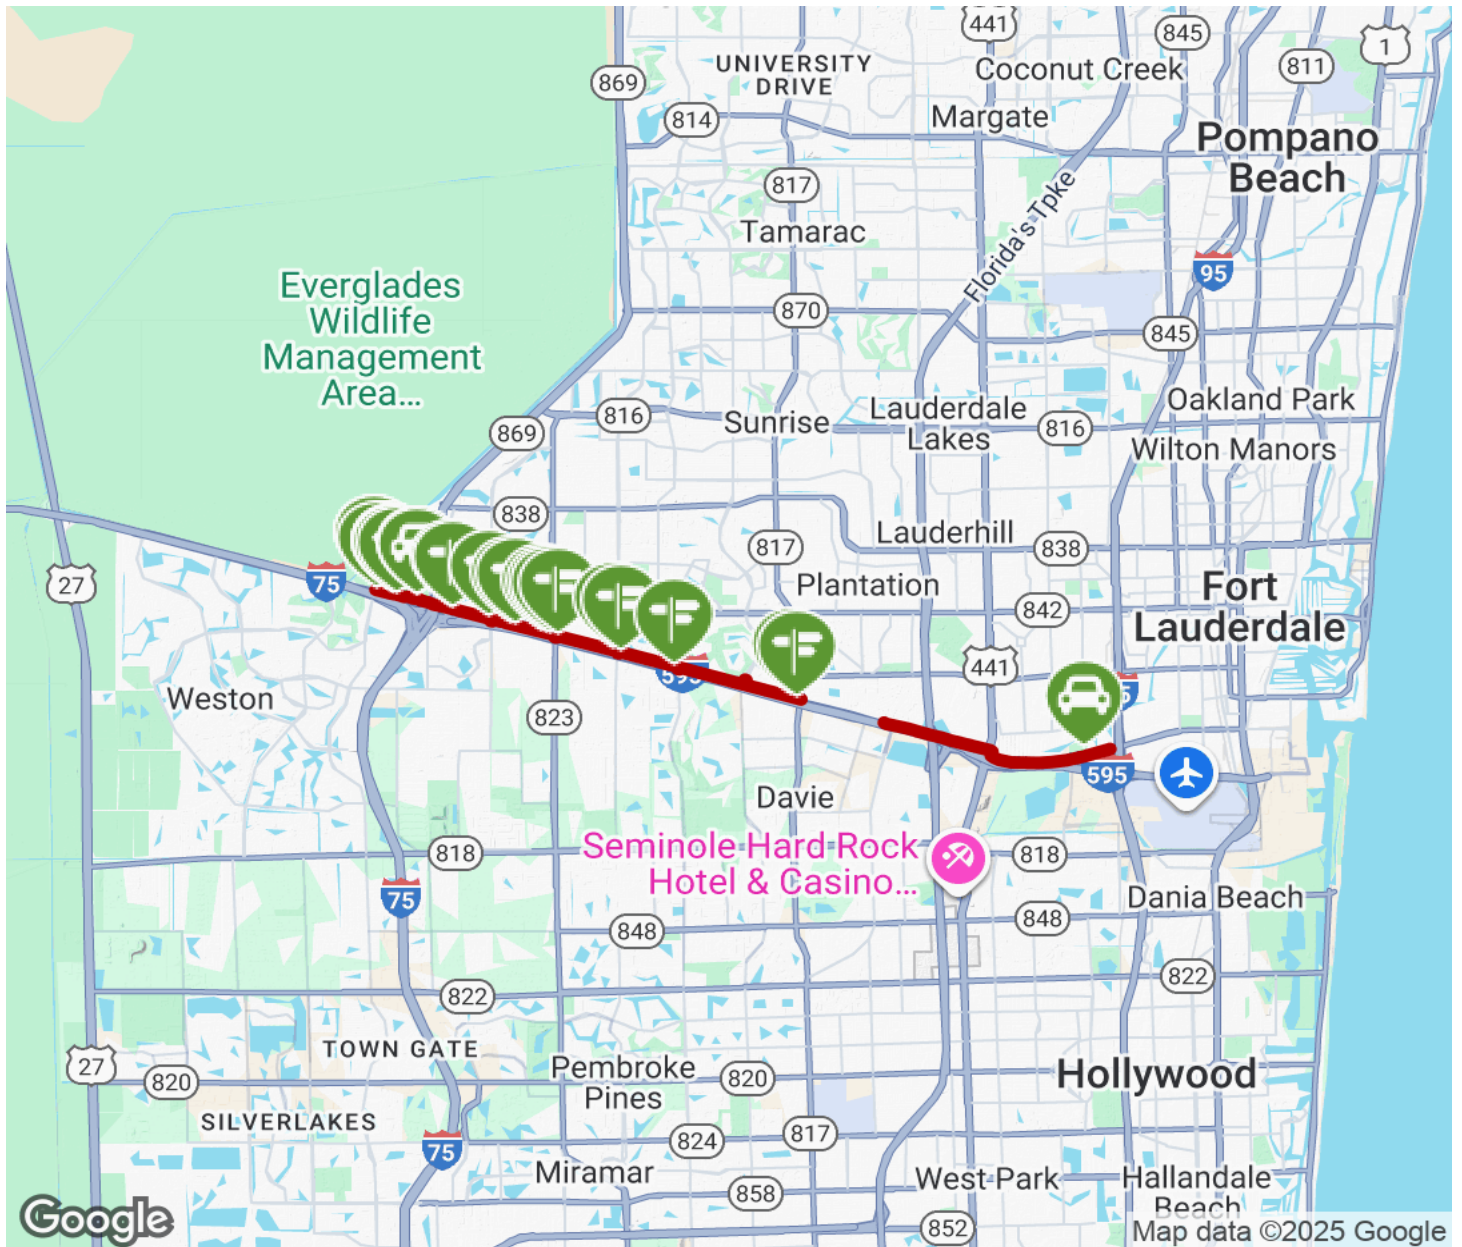 441
845
1
UNIVERSITY
DRIVE
Coconut Creek
811
869
814
Margate
Pompano
Beach
817
Florida's Tpke
Tamarac
95
Everglades
Wildlife
Management
Area...
870
845
Oakland Park
869
816
Sunrise
Lauderdale
Lakes
816
Wilton Manors
838
Lauderhill
817
838
27
75
Plantation
842
Fort
Lauderdale
441
595
Weston
823
595
Davie
818
Seminole Hard Rock
Hotel & Casino...
818
75
Dania Beach
848
848
822
822
TOWN GATE
27
820
Pembroke
Pines
820
Hollywood
SILVERLAKES
824
817
75
Miramar
858
West Park
Hallandale
Beach
852
Google
Map data ©2025 Google